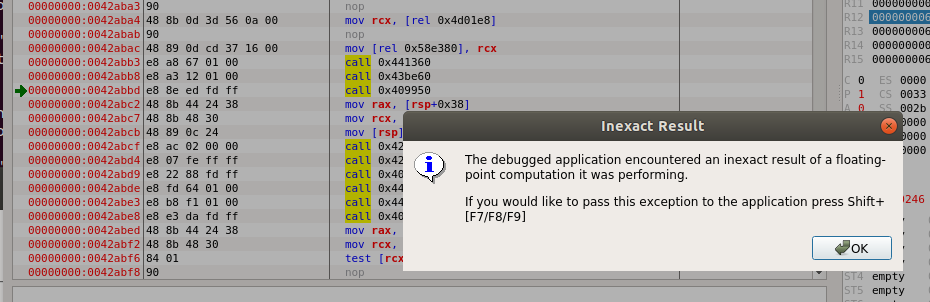 00000000:0042aba3 90 nop
00000000:0042aba4 48 8b 0d 3d 56 0a 00 mov rcx, [rel 0x4d01e8]
00000000:0042abab 90 nop
00000000:0042abac 48 89 0d cd 37 16 00 mov [rel 0x58e380], rcx
00000000:0042abb3 e8 a8 67 01 00 call 0x441360
00000000:0042abb8 e8 a3 12 01 00 call 0x43be60
00000000:0042abbd e8 8e ed fd ff call 0x409950
00000000:0042abc2 48 8b 44 24 38 mov rax, [rsp+0x38]
00000000:0042abc7 48 8b 48 30 mov rcx,
00000000:0042abcb 48 89 0c 24 mov [rsp]
00000000:0042abcf e8 ac 02 00 00 call 0x42
00000000:0042abd4 e8 07 fe ff ff call 0x42
00000000:0042abd9 e8 22 88 fd ff call 0x40
00000000:0042abde e8 fd 64 01 00 call 0x44
00000000:0042abe3 e8 b8 f1 01 00 call 0x44
00000000:0042abe8 e8 e3 da fd ff call 0x40
00000000:0042abed 48 8b 44 24 38 mov rax,
00000000:0042abf2 48 8b 48 30 mov rcx,
00000000:0042abf6 84 01 test [rcx
00000000:0042abf8 90 nop
Inexact Result
The debugged application encountered an inexact result of a floating-
point computation it was performing.
If you would like to pass this exception to the application press Shift+
[F7/F8/F9]
OK
R11
R12 000000006
R13 000000006
R14 000000006
R15 000000006
C 0 ES 0000
P 1 CS 0033
A 0 SS 002b
0246
ST4 empty
ST5 empty